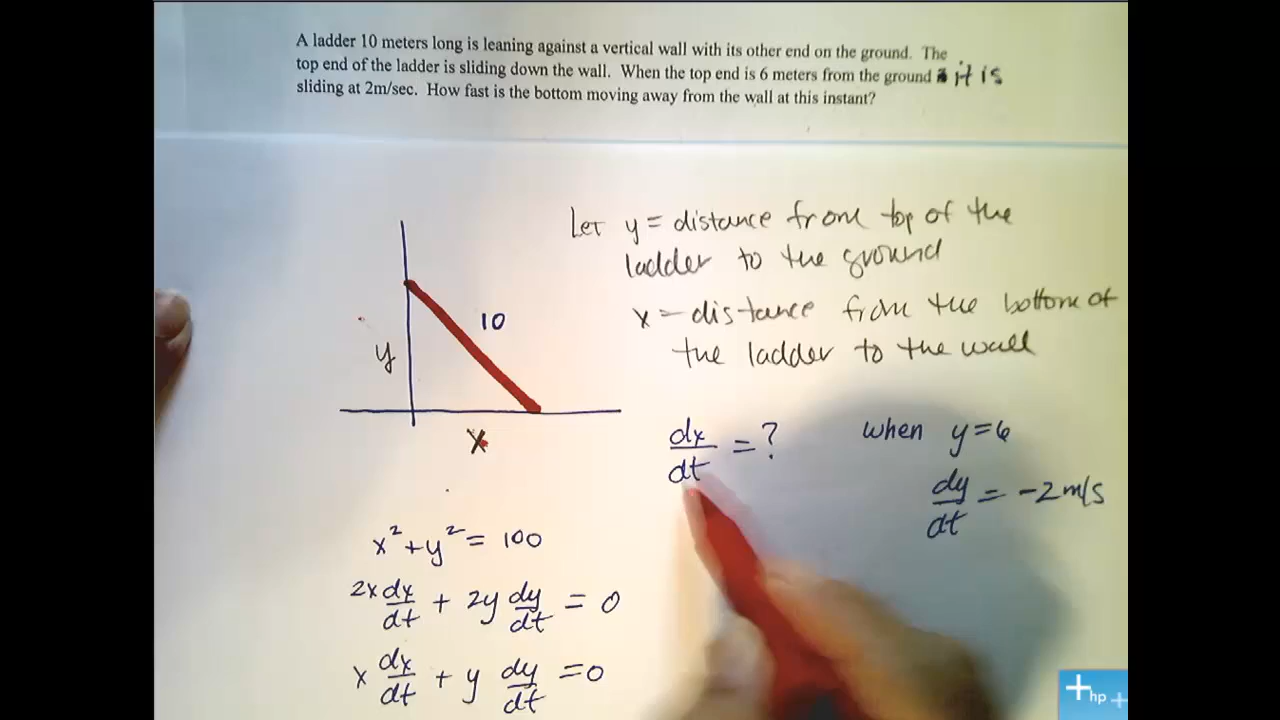 A ladder 10 meters long is leaning against a vertical wall with its other end on the ground. The
top end of the ladder is sliding down the wall. When the top end is 6 meters from the ground it is
sliding at 2m/sec. How fast is the bottom moving away from the wall at this instant?
Let y = distance from top of the
ladder to the ground
x = distance from the bottom of
the ladder to the wall
10
y
x
dx/dt = ?
when y=6
dy/dt = -2m/s
x² + y² = 100
2x dx/dt + 2y dy/dt = 0
x dx/dt + y dy/dt = 0
hp